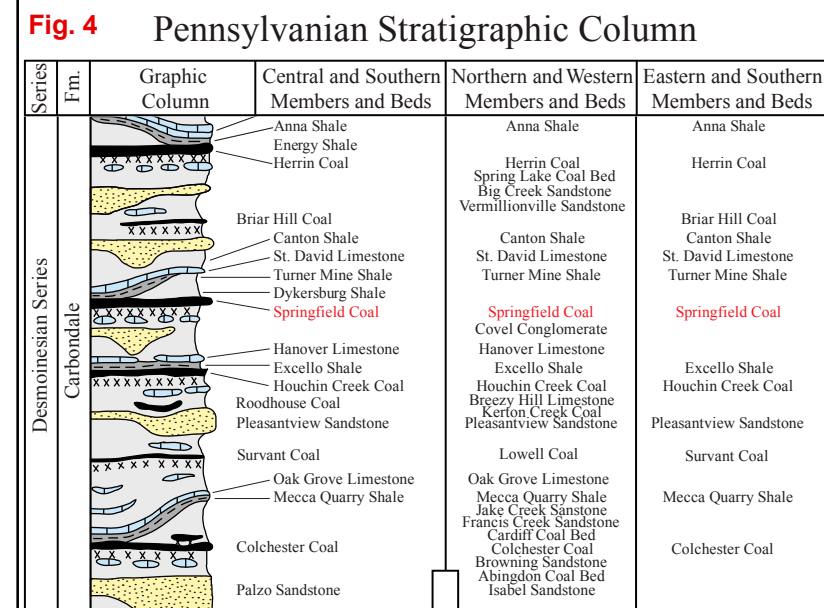 Fig. 4 Pennsylvanian Stratigraphic Column
Series
Fm.
Graphic Column
Central and Southern Members and Beds
Northern and Western Members and Beds
Eastern and Southern Members and Beds
Desmoinesian Series
Carbondale
Anna Shale
Energy Shale
Herrin Coal
Briar Hill Coal
Canton Shale
St. David Limestone
Turner Mine Shale
Dykersburg Shale
Springfield Coal
Hanover Limestone
Excello Shale
Houchin Creek Coal
Roodhouse Coal
Pleasantview Sandstone
Survant Coal
Oak Grove Limestone
Mecca Quarry Shale
Colchester Coal
Palzo Sandstone
Anna Shale
Herrin Coal
Spring Lake Coal Bed
Big Creek Sandstone
Vermillionville Sandstone
Canton Shale
St. David Limestone
Turner Mine Shale
Springfield Coal
Covel Conglomerate
Hanover Limestone
Excello Shale
Houchin Creek Coal
Breezy Hill Limestone
Kerton Creek Coal
Pleasantview Sandstone
Lowell Coal
Oak Grove Limestone
Mecca Quarry Shale
Jake Creek Sanstone
Francis Creek Sandstone
Cardiff Coal Bed
Colchester Coal
Browning Sandstone
Abingdon Coal Bed
Isabel Sandstone
Anna Shale
Herrin Coal
Briar Hill Coal
Canton Shale
St. David Limestone
Turner Mine Shale
Springfield Coal
Excello Shale
Houchin Creek Coal
Pleasantview Sandstone
Survant Coal
Mecca Quarry Shale
Colchester Coal